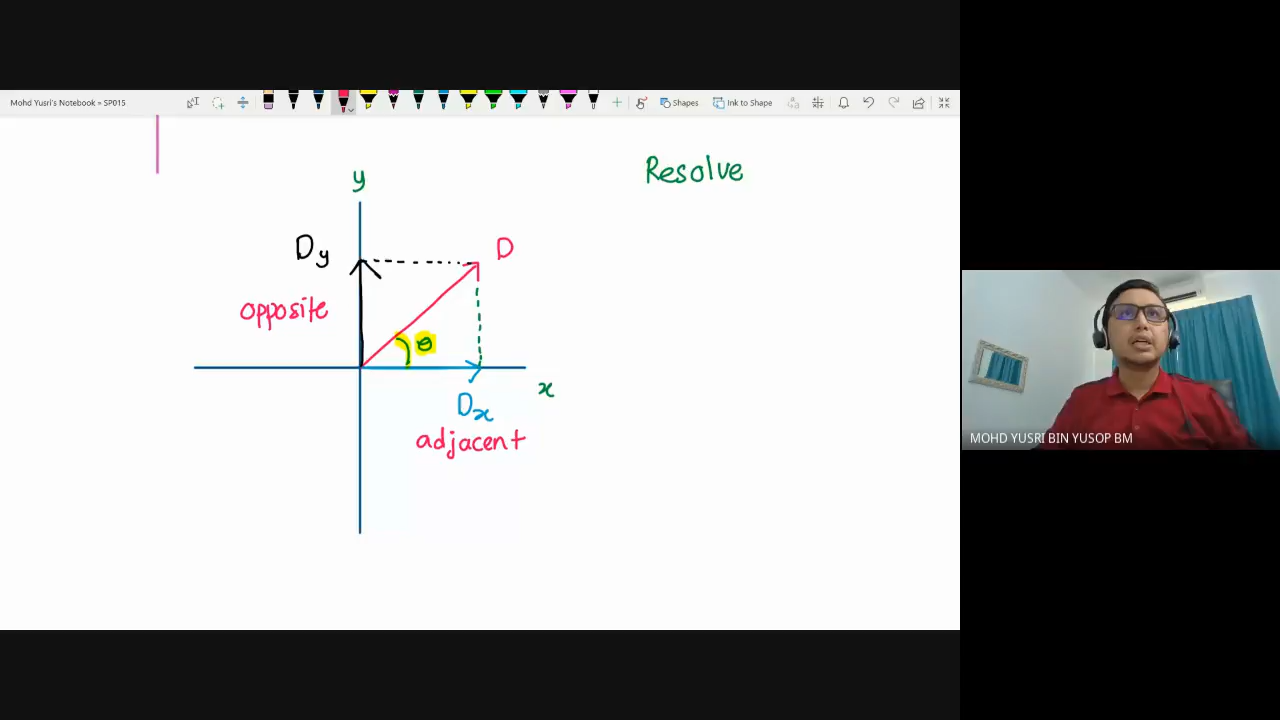 Mohd Yusri's Notebook » SP015
Shapes
Ink to Shape
Resolve
y
D
Dy
opposite
θ
x
Dx
adjacent
MOHD YUSRI BIN YUSOP BM